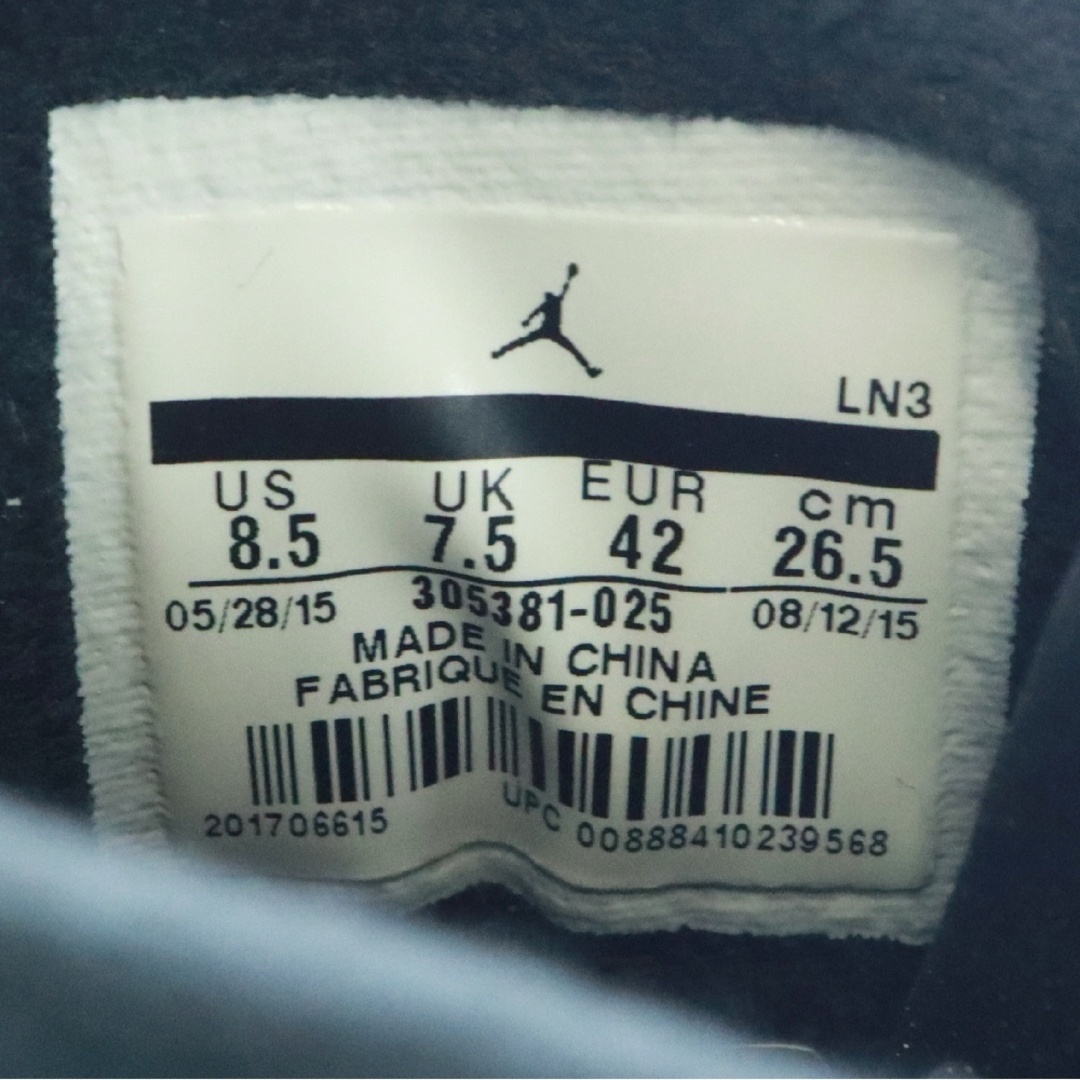 LN3
US UK EUR cm
8.5 7.5 42 26.5
05/28/15 305381-025 08/12/15
MADE IN CHINA
FABRIQUE EN CHINE
201706615 UPC 00888410239568